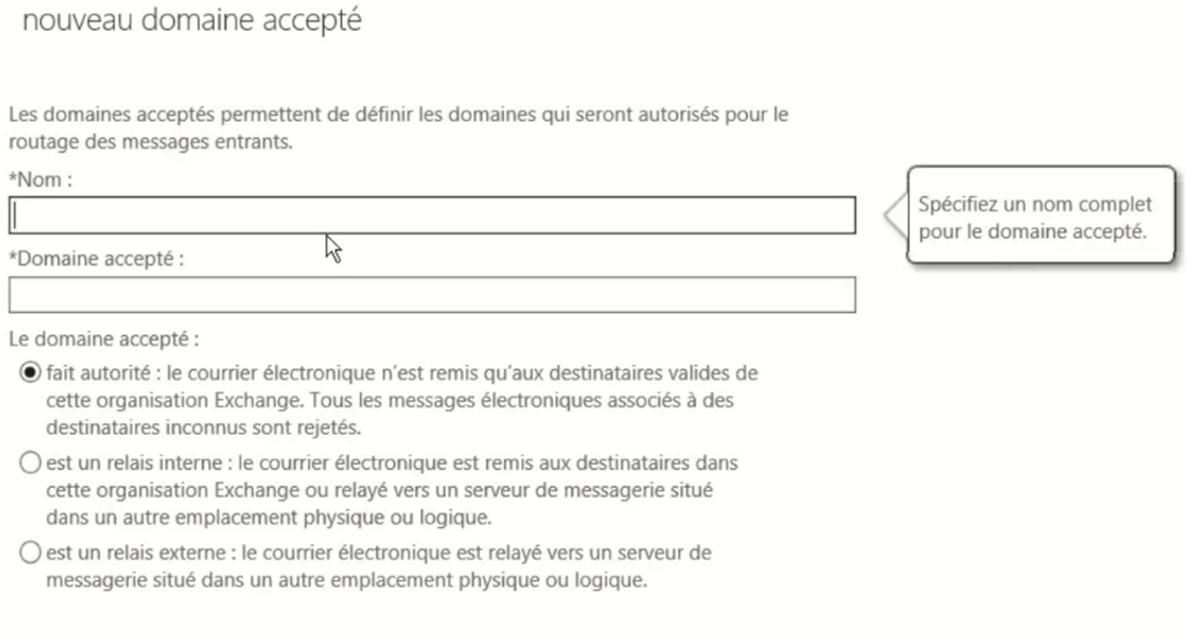 nouveau domaine accepté
Les domaines acceptés permettent de définir les domaines qui seront autorisés pour le
routage des messages entrants.
*Nom :
Spécifiez un nom complet
pour le domaine accepté.
*Domaine accepté :
Le domaine accepté :
fait autorité : le courrier électronique n'est remis qu'aux destinataires valides de
cette organisation Exchange. Tous les messages électroniques associés à des
destinataires inconnus sont rejetés.
est un relais interne : le courrier électronique est remis aux destinataires dans
cette organisation Exchange ou relayé vers un serveur de messagerie situé
dans un autre emplacement physique ou logique.
est un relais externe : le courrier électronique est relayé vers un serveur de
messagerie situé dans un autre emplacement physique ou logique.